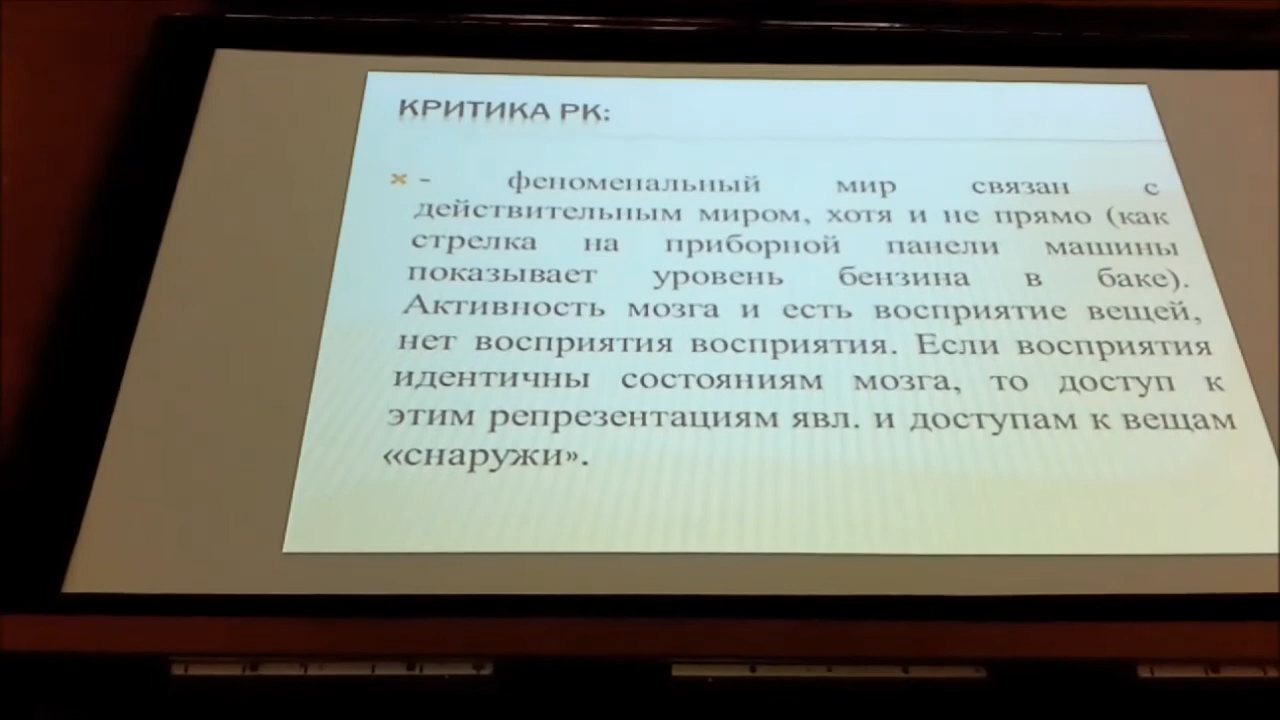 КРИТИКА РК:
- феноменальный мир связан с
действительным миром, хотя и не прямо (как
стрелка на приборной панели машины
показывает уровень бензина в баке).
Активность мозга и есть восприятие вещей,
нет восприятия восприятия. Если восприятия
идентичны состояниям мозга, то доступ к
этим репрезентациям явл. и доступам к вещам
«снаружи».